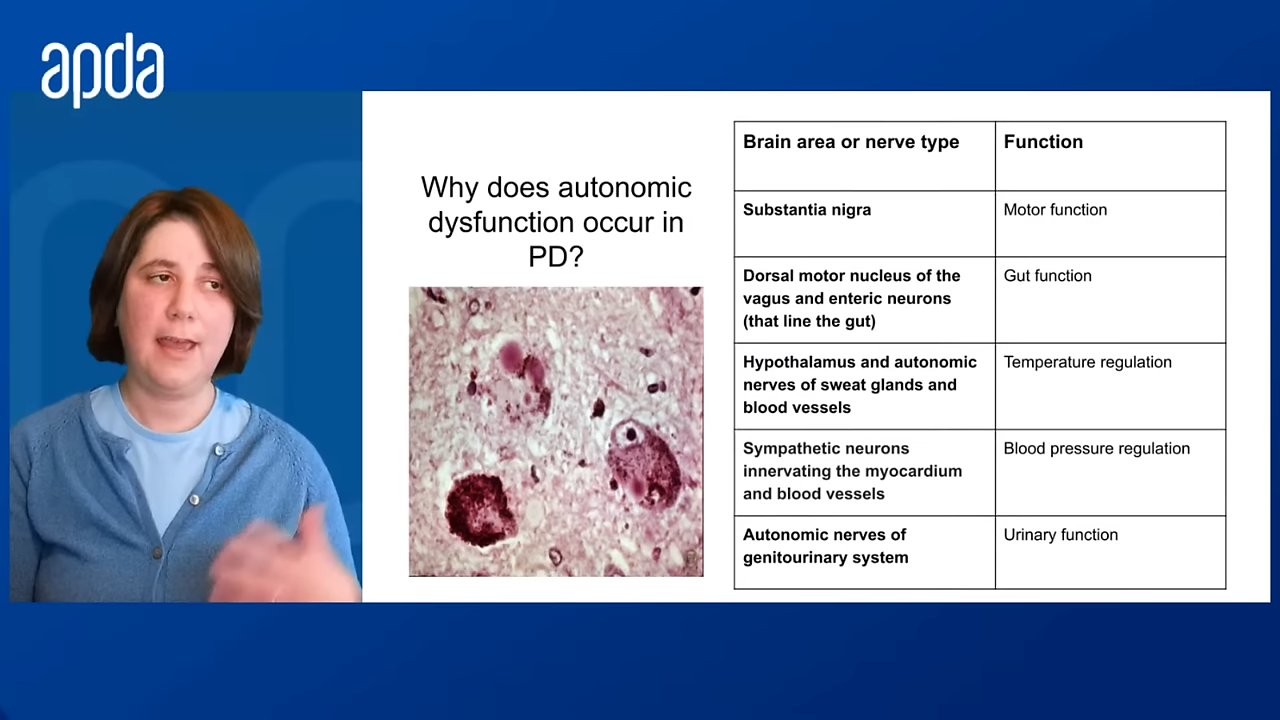 apda
Why does autonomic
dysfunction occur in
PD?
Brain area or nerve type
Function
Substantia nigra
Motor function
Dorsal motor nucleus of the
vagus and enteric neurons
(that line the gut)
Gut function
Hypothalamus and autonomic
nerves of sweat glands and
blood vessels
Temperature regulation
Sympathetic neurons
innervating the myocardium
and blood vessels
Blood pressure regulation
Autonomic nerves of
genitourinary system
Urinary function